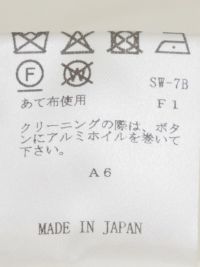 F W
SW-7B
あて布使用 F1
クリーニングの際は、ボタ
ンにアルミホイルを巻いて
下さい。
A6
MADE IN JAPAN